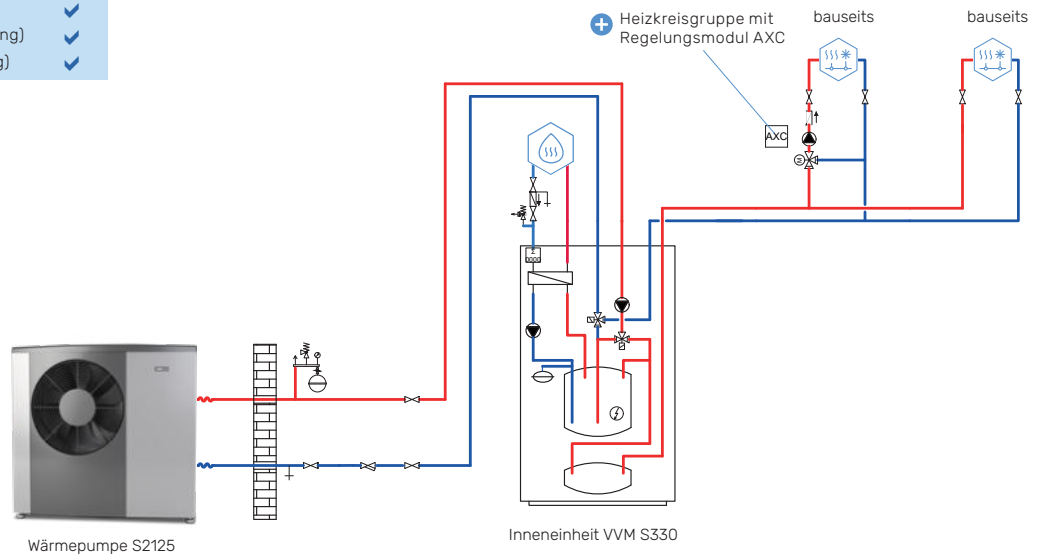 ng)
g)
Heizkreisgruppe mit
Regelungsmodul AXC
bauseits
bauseits
AXC
M
Σ
Inneneinheit VVM S330
Wärmepumpe S2125